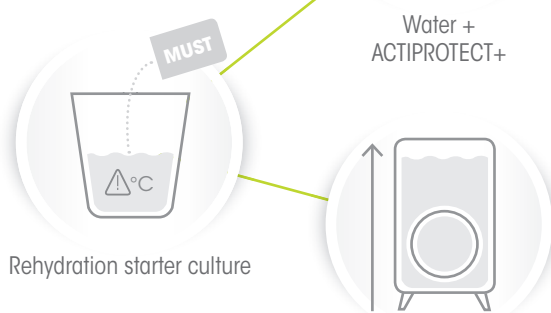 Water +
ACTIPROTECT+
MUST
°C
Rehydration starter culture